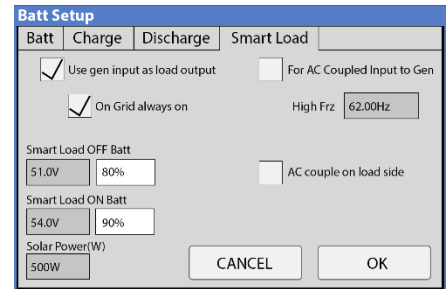 Batt Setup
Batt Charge Discharge Smart Load
Use gen input as load output For AC Coupled Input to Gen
On Grid always on High Frz 62.00Hz
Smart Load OFF Batt
51.0V 80% AC couple on load side
Smart Load ON Batt
54.0V 90%
Solar Power(W)
500W CANCEL OK